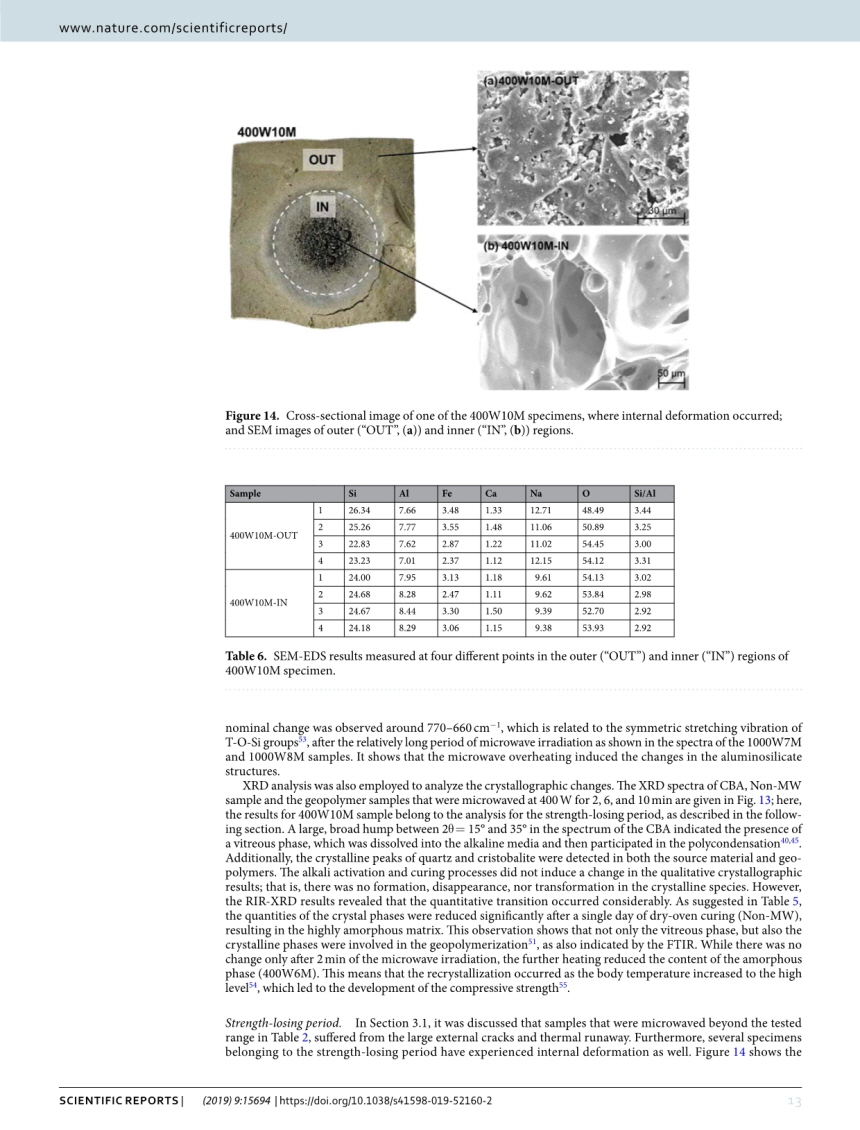 www.nature.com/scientificreports/
400W10M
OUT
IN
(a)400W10M-OUT
30 µm
(b) 400W10M-IN
50 µm
Figure 14. Cross-sectional image of one of the 400W10M specimens, where internal deformation occurred;
and SEM images of outer (“OUT”, (a)) and inner (“IN”, (b)) regions.
Sample Si Al Fe Ca Na O Si/Al
400W10M-OUT
1 26.34 7.66 3.48 1.33 12.71 48.49 3.44
2 25.26 7.77 3.55 1.48 11.06 50.89 3.25
3 22.83 7.62 2.87 1.22 11.02 54.45 3.00
4 23.23 7.01 2.37 1.12 12.15 54.12 3.31
400W10M-IN
1 24.00 7.95 3.13 1.18 9.61 54.13 3.02
2 24.68 8.28 2.47 1.11 9.62 53.84 2.98
3 24.67 8.44 3.30 1.50 9.39 52.70 2.92
4 24.18 8.29 3.06 1.15 9.38 53.93 2.92
Table 6. SEM-EDS results measured at four different points in the outer (“OUT”) and inner (“IN”) regions of
400W10M specimen.
nominal change was observed around 770–660 cm−1, which is related to the symmetric stretching vibration of
T-O-Si groups53, after the relatively long period of microwave irradiation as shown in the spectra of the 1000W7M
and 1000W8M samples. It shows that the microwave overheating induced the changes in the aluminosilicate
structures.
XRD analysis was also employed to analyze the crystallographic changes. The XRD spectra of CBA, Non-MW
sample and the geopolymer samples that were microwaved at 400 W for 2, 6, and 10 min are given in Fig. 13; here,
the results for 400W10M sample belong to the analysis for the strength-losing period, as described in the follow-
ing section. A large, broad hump between 2θ = 15° and 35° in the spectrum of the CBA indicated the presence of
a vitreous phase, which was dissolved into the alkaline media and then participated in the polycondensation40,45.
Additionally, the crystalline peaks of quartz and cristobalite were detected in both the source material and geo-
polymers. The alkali activation and curing processes did not induce a change in the qualitative crystallographic
results; that is, there was no formation, disappearance, nor transformation in the crystalline species. However,
the RIR-XRD results revealed that the quantitative transition occurred considerably. As suggested in Table 5,
the quantities of the crystal phases were reduced significantly after a single day of dry-oven curing (Non-MW),
resulting in the highly amorphous matrix. This observation shows that not only the vitreous phase, but also the
crystalline phases were involved in the geopolymerization51, as also indicated by the FTIR. While there was no
change only after 2 min of the microwave irradiation, the further heating reduced the content of the amorphous
phase (400W6M). This means that the recrystallization occurred as the body temperature increased to the high
level54, which led to the development of the compressive strength55.
Strength-losing period. In Section 3.1, it was discussed that samples that were microwaved beyond the tested
range in Table 2, suffered from the large external cracks and thermal runaway. Furthermore, several specimens
belonging to the strength-losing period have experienced internal deformation as well. Figure 14 shows the
SCIENTIFIC REPORTS | (2019) 9:15694 | https://doi.org/10.1038/s41598-019-52160-2 13